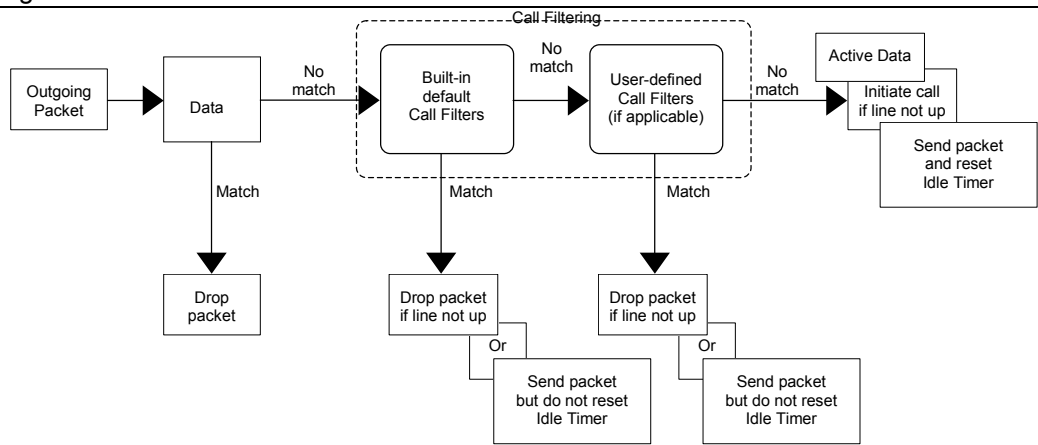 Call Filtering
Outgoing
Packet
Data
No
match
Built-in
default
Call Filters
No
match
User-defined
Call Filters
(if applicable)
No
match
Active Data
Initiate call
if line not up
Send packet
and reset
Idle Timer
Match
Match
Match
Drop
packet
Drop packet
if line not up
Or
Send packet
but do not reset
Idle Timer
Drop packet
if line not up
Or
Send packet
but do not reset
Idle Timer